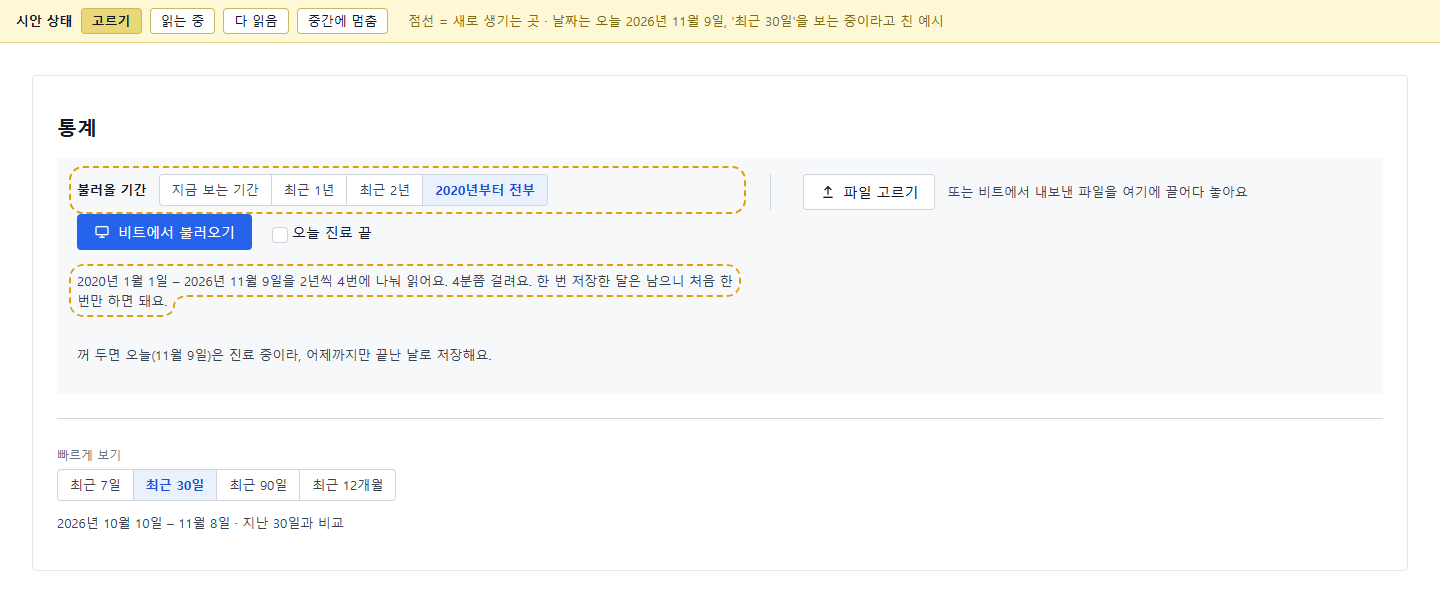 시안 상태 고르기 읽는 중 다 읽음 중간에 멈춤 점선 = 새로 생기는 곳 · 날짜는 오늘 2026년 11월 9일, '최근 30일'을 보는 중이라고 친 예시
통계
불러올 기간 지금 보는 기간 최근 1년 최근 2년 2020년부터 전부
파일 고르기 또는 비트에서 내보낸 파일을 여기에 끌어다 놓아요
비트에서 불러오기 오늘 진료 끝
2020년 1월 1일 – 2026년 11월 9일을 2년씩 4번에 나눠 읽어요. 4분쯤 걸려요. 한 번 저장한 달은 남으니 처음 한
번만 하면 돼요.
꺼 두면 오늘(11월 9일)은 진료 중이라, 어제까지만 끝난 날로 저장해요.
빠르게 보기
최근 7일 최근 30일 최근 90일 최근 12개월
2026년 10월 10일 – 11월 8일 · 지난 30일과 비교